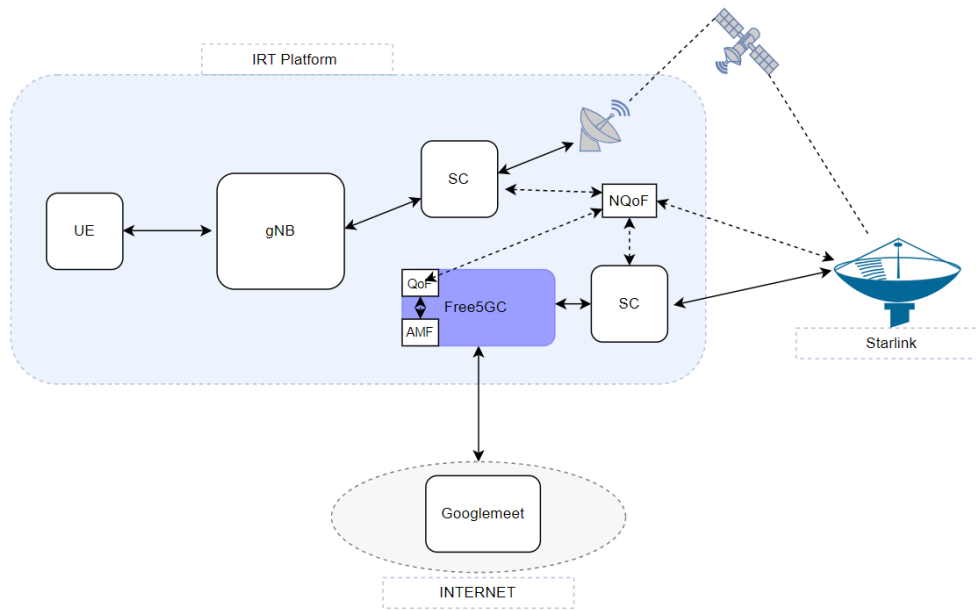 IRT Platform
SC
UE
gNB
NQoF
QoF
Free5GC
AMF
SC
Starlink
Googlemeet
INTERNET